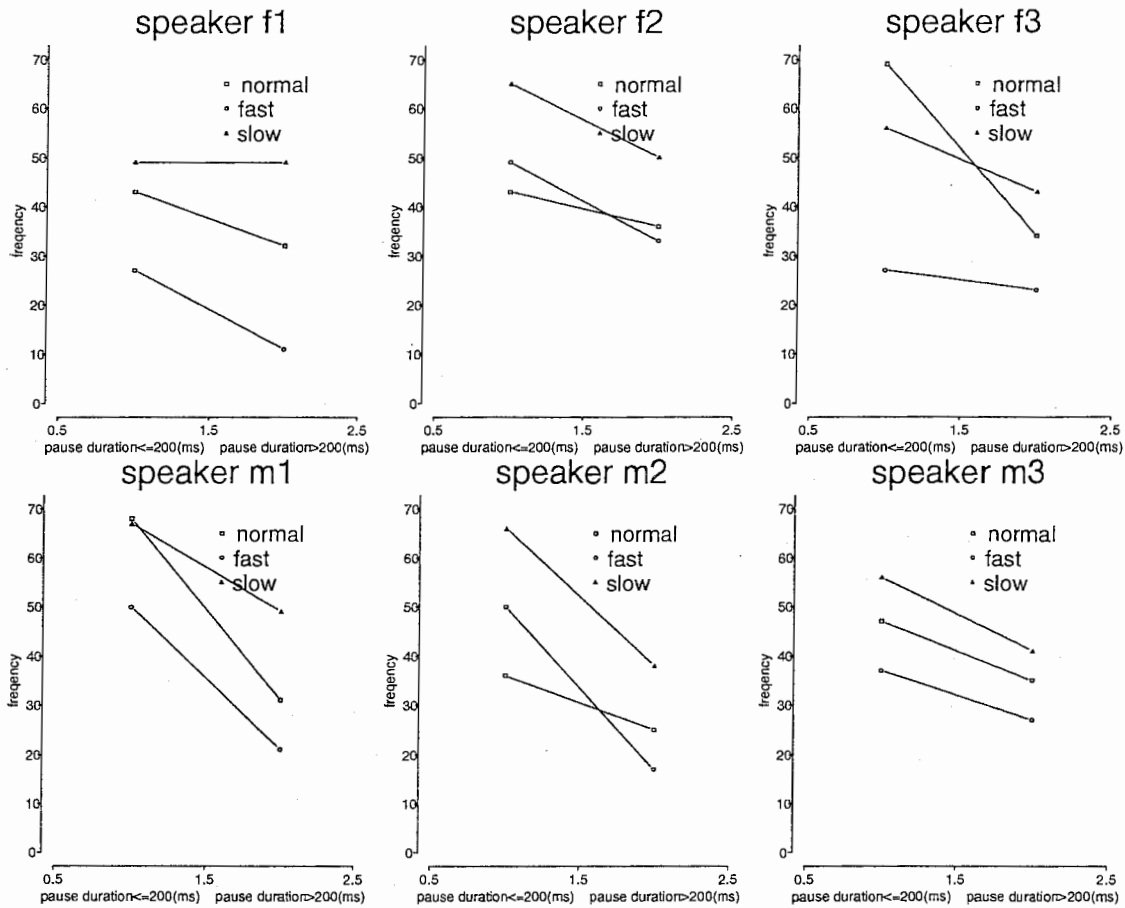 speaker f1
freqency
70
60
50
40
30
20
10
0
normal
fast
slow
0.5 1.5 2.5
pause duration<=200(ms) pause duration>200(ms)
speaker f2
freqency
70
60
50
40
30
20
10
0
normal
fast
slow
0.5 1.5 2.5
pause duration<=200(ms) pause duration>200(ms)
speaker f3
freqency
70
60
50
40
30
20
10
0
normal
fast
slow
0.5 1.5 2.5
pause duration<=200(ms) pause duration>200(ms)
speaker m1
freqency
70
60
50
40
30
20
10
0
normal
fast
slow
0.5 1.5 2.5
pause duration<=200(ms) pause duration>200(ms)
speaker m2
freqency
70
60
50
40
30
20
10
0
normal
fast
slow
0.5 1.5 2.5
pause duration<=200(ms) pause duration>200(ms)
speaker m3
freqency
70
60
50
40
30
20
10
0
normal
fast
slow
0.5 1.5 2.5
pause duration<=200(ms) pause duration>200(ms)